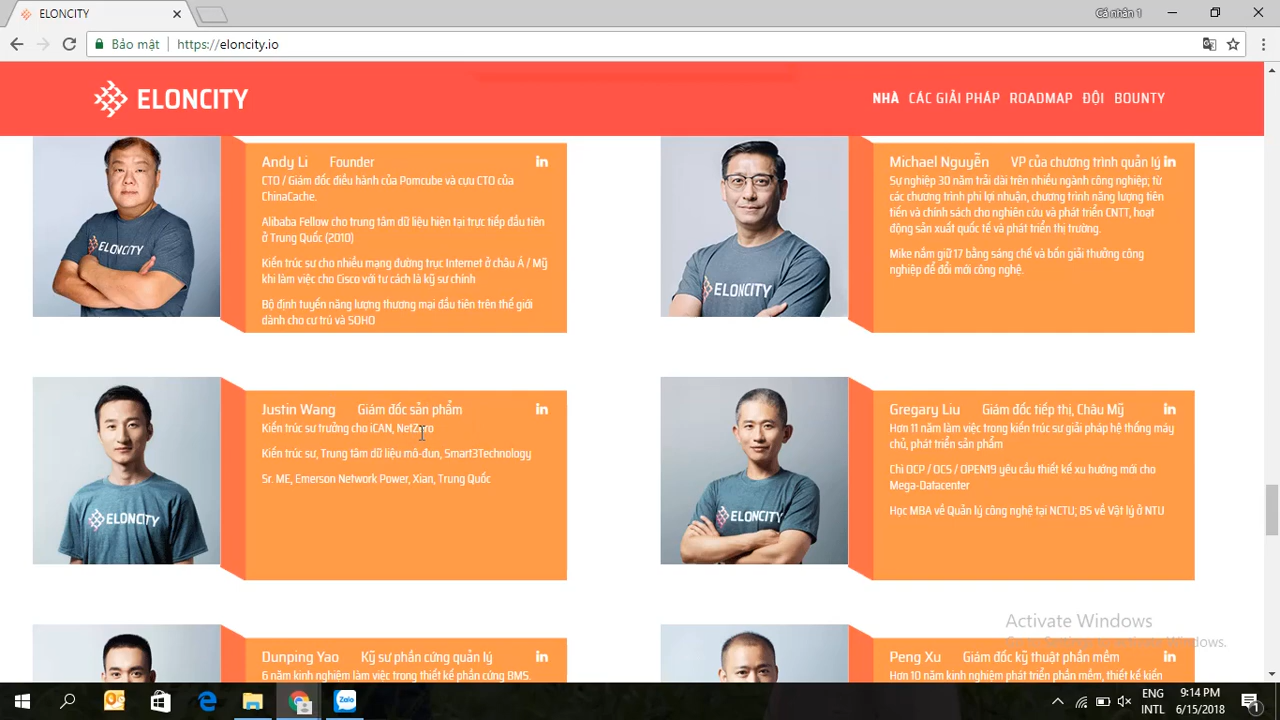 ELONCITY
Cá nhân 1
Bảo mật
https://eloncity.io
ELONCITY
NHÀ CÁC GIẢI PHÁP ROADMAP ĐỘI BOUNTY
Andy Li Founder
CTO / Giám đốc điều hành của Pomcube và cựu CTO của
ChinaCache.
Alibaba Fellow cho trung tâm dữ liệu hiện tại trực tiếp đầu tiên
ở Trung Quốc (2010)
Kiến trúc sư cho nhiều mạng đường trục Internet ở châu Á / Mỹ
khi làm việc cho Cisco với tư cách là kỹ sư chính
Bộ định tuyến năng lượng thương mại đầu tiên trên thế giới
dành cho cư trú và SOHO
ELONCITY
Michael Nguyễn VP của chương trình quản lý
Sự nghiệp 30 năm trải dài trên nhiều ngành công nghiệp; từ
các chương trình phi lợi nhuận, chương trình năng lượng tiên
tiến và chính sách cho nghiên cứu và phát triển CNTT, hoạt
động sản xuất quốc tế và phát triển thị trường.
Mike nắm giữ 17 bằng sáng chế và bốn giải thưởng công
nghiệp để đổi mới công nghệ.
ELONCITY
Justin Wang Giám đốc sản phẩm
Kiến trúc sư trưởng cho iCAN, NetZero
Kiến trúc sư, Trung tâm dữ liệu mô-đun, Smart3Technology
Sr. ME, Emerson Network Power, Xian, Trung Quốc
ELONCITY
Gregary Liu Giám đốc tiếp thị, Châu Mỹ
Hơn 11 năm làm việc trong kiến trúc sư giải pháp hệ thống máy
chủ, phát triển sản phẩm
Chì OCP / OCS / OPEN19 yêu cầu thiết kế xu hướng mới cho
Mega-Datacenter
Học MBA về Quản lý công nghệ tại NCTU; BS về Vật lý ở NTU
ELONCITY
Dunping Yao Kỹ sư phần cứng quản lý
6 năm kinh nghiệm làm việc trong thiết kế phần cứng BMS.
Peng Xu Giám đốc kỹ thuật phần mềm
Hơn 10 năm kinh nghiệm phát triển phần mềm, thiết kế kiến
Activate Windows
Zalo
ENG
INTL
9:14 PM
6/15/2018
1